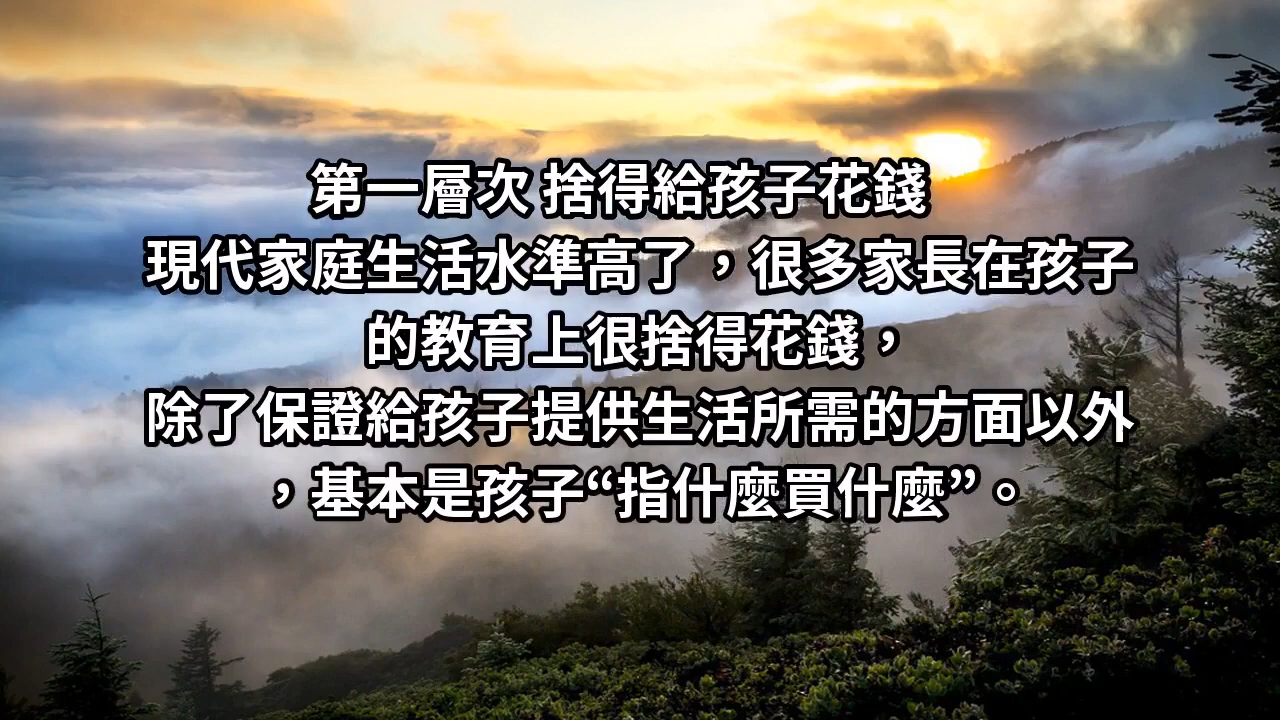 第一層次 捨得給孩子花錢
現代家庭生活水準高了，很多家長在孩子
的教育上很捨得花錢，
除了保證給孩子提供生活所需的方面以外
，基本是孩子“指什麼買什麼”。